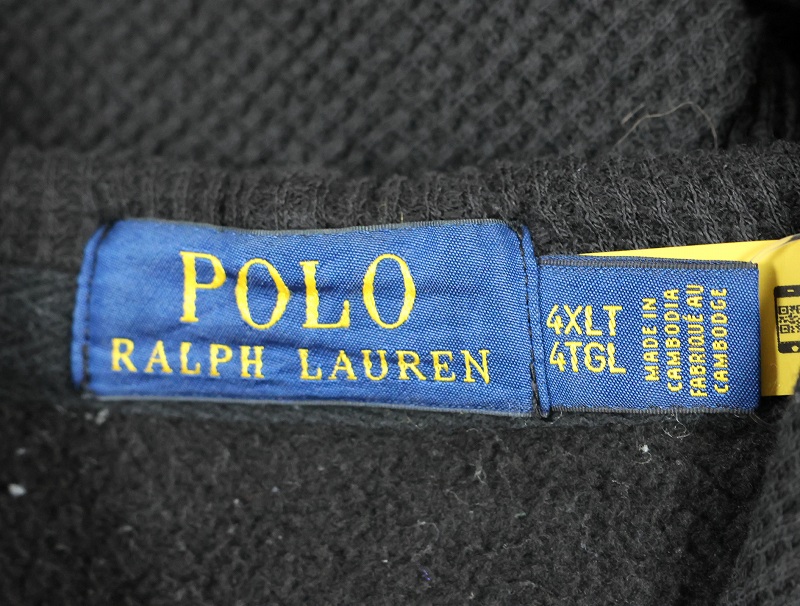 POLO
RALPH LAUREN
4XLT
4TGL
MADE IN
CAMBODIA
FABRIQUÉ AU
CAMBODGE